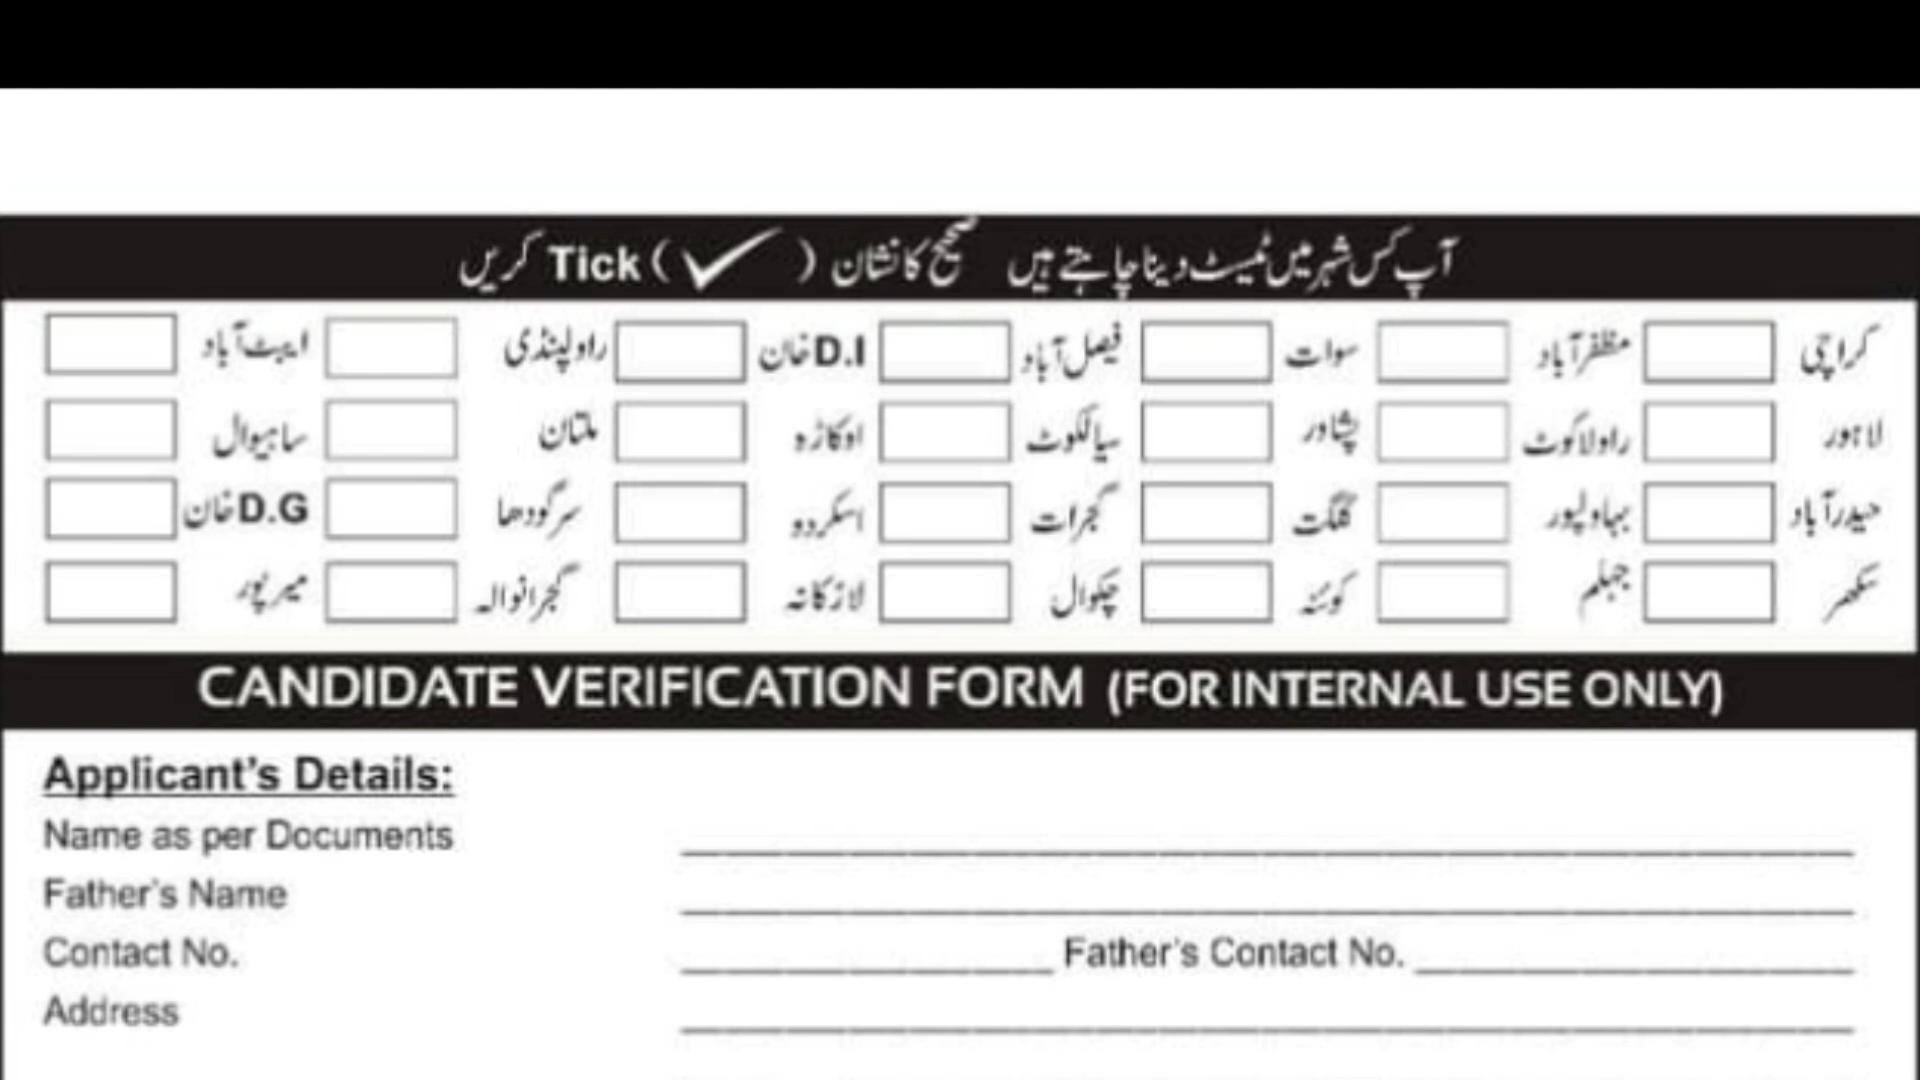 آپ کس شہر میں ٹیسٹ دینا چاہتے ہیں صحیح کا نشان (✓) Tick کریں
کراچی مظفرآباد سوات فیصل آباد D.I خان راولپنڈی ایبٹ آباد
لاہور راولاکوٹ پشاور سیالکوٹ اوکاڑہ ملتان ساہیوال
حیدرآباد بہاولپور گلگت گجرات اسکردو سرگودھا D.G خان
سکھر جہلم کوئٹہ چکوال لاڑکانہ گجرانوالہ میرپور
CANDIDATE VERIFICATION FORM (FOR INTERNAL USE ONLY)
Applicant's Details:
Name as per Documents
Father's Name
Contact No. Father's Contact No.
Address